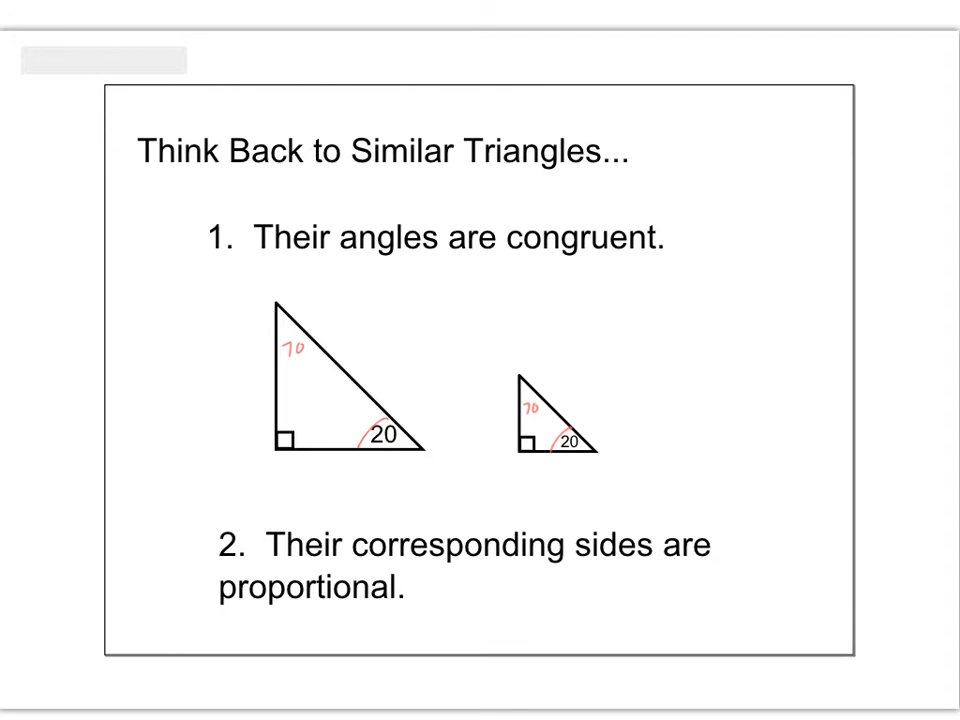 Think Back to Similar Triangles...
1. Their angles are congruent.
70
20
70
20
2. Their corresponding sides are
proportional.